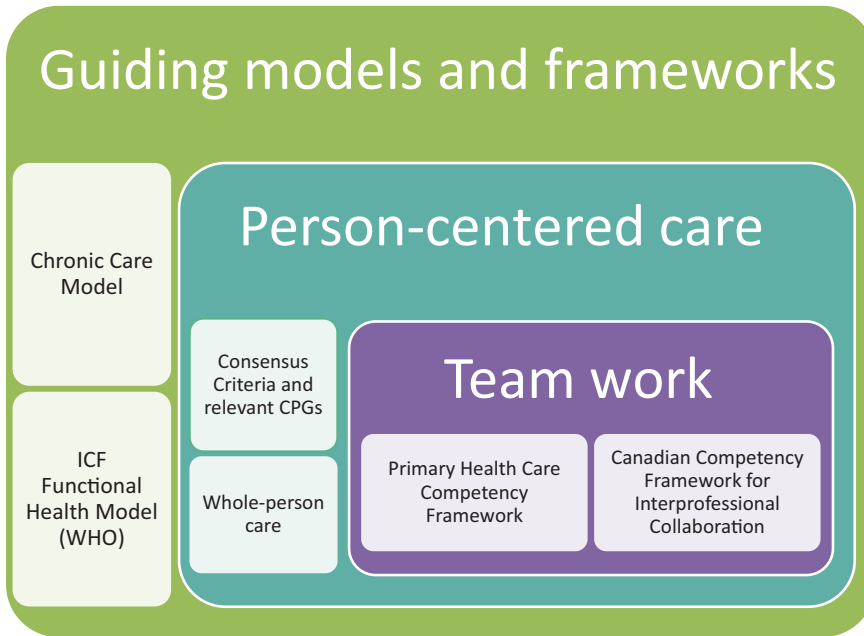 Guiding models and frameworks
Chronic Care
Model
ICF
Functional
Health Model
(WHO)
Person-centered care
Consensus
Criteria and
relevant CPGs
Whole-person
care
Team work
Primary Health Care
Competency
Framework
Canadian Competency
Framework for
Interprofessional
Collaboration